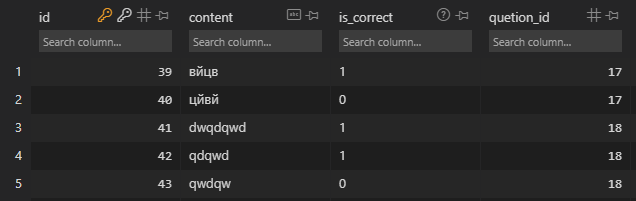 id content is_correct quetion_id
Search column... Search column... Search column... Search column...
1 39 вйцв 1 17
2 40 цйвй 0 17
3 41 dwqdqwd 1 18
4 42 qdqwd 1 18
5 43 qwdqw 0 18